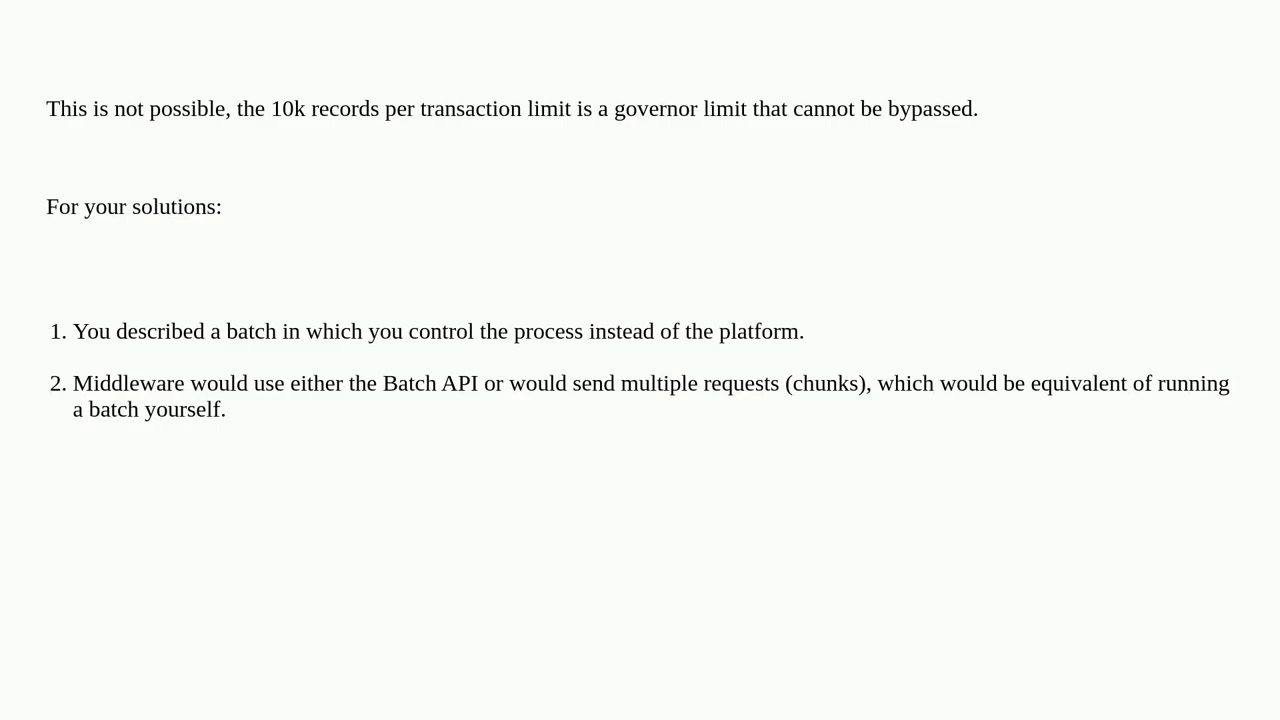 This is not possible, the 10k records per transaction limit is a governor limit that cannot be bypassed.
For your solutions:
1. You described a batch in which you control the process instead of the platform.
2. Middleware would use either the Batch API or would send multiple requests (chunks), which would be equivalent of running
a batch yourself.